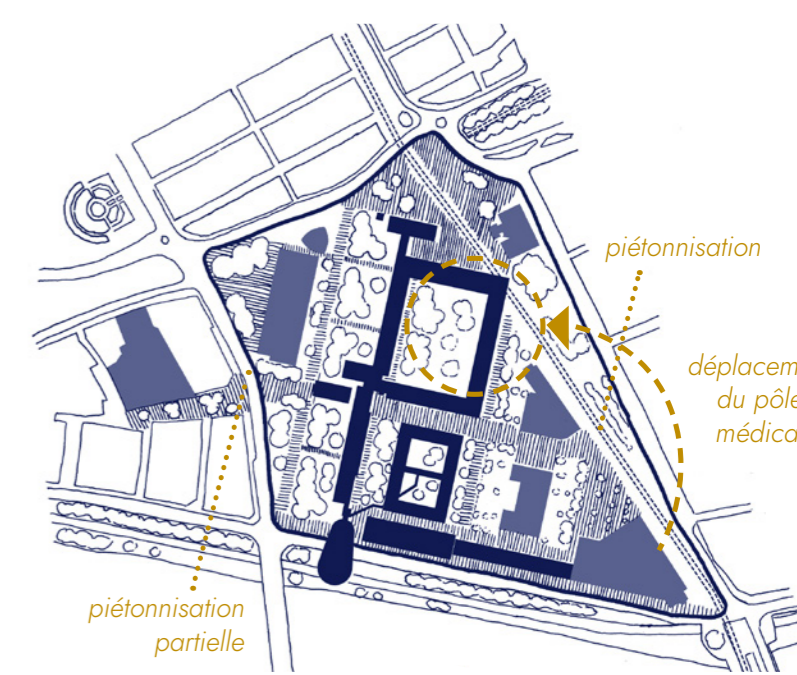 piétonnisation
déplacem
du pôle
médica
piétonnisation
partielle